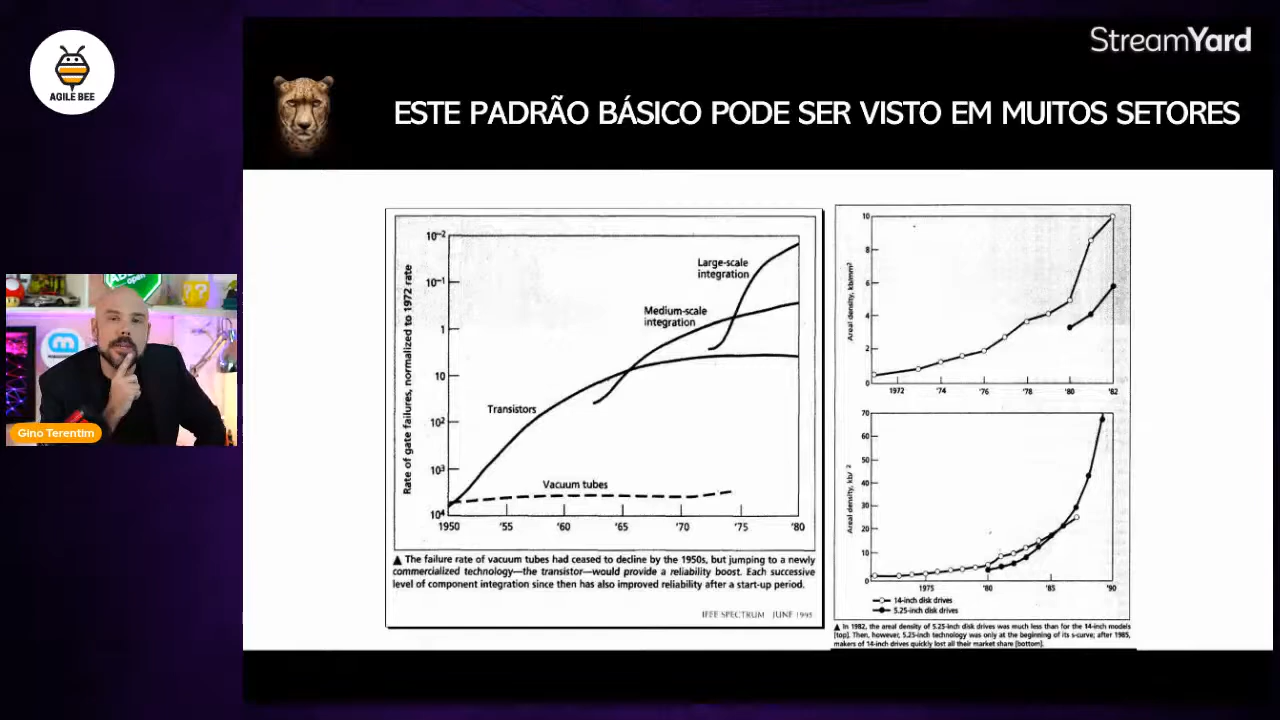 StreamYard
AGILE BEE
ESTE PADRÃO BÁSICO PODE SER VISTO EM MUITOS SETORES
Gino Terentim
Rate of gate failures, normalized to 1972 rate
10-2
10-1
1
10
10²
10³
10⁴
1950
'55
'60
'65
'70
'75
'80
Large-scale
integration
Medium-scale
integration
Transistors
Vacuum tubes
▲ The failure rate of vacuum tubes had ceased to decline by the 1950s, but jumping to a newly
commercialized technology—the transistor—would provide a reliability boost. Each successive
level of component integration since then has also improved reliability after a start-up period.
IEEE SPECTRUM JUNE 1995
Areal density, kb/mm²
10
8
6
4
2
0
1972
'74
'76
'78
'80
'82
Areal density, kb/ ²
70
60
50
40
30
20
10
0
1975
'80
'85
'90
14-inch disk drives
5.25-inch disk drives
▲ In 1982, the areal density of 5.25-inch disk drives was much less than for the 14-inch models
[top]. Then, however, 5.25-inch technology was only at the beginning of its s-curve; after 1985,
makers of 14-inch drives quickly lost all their market share [bottom].